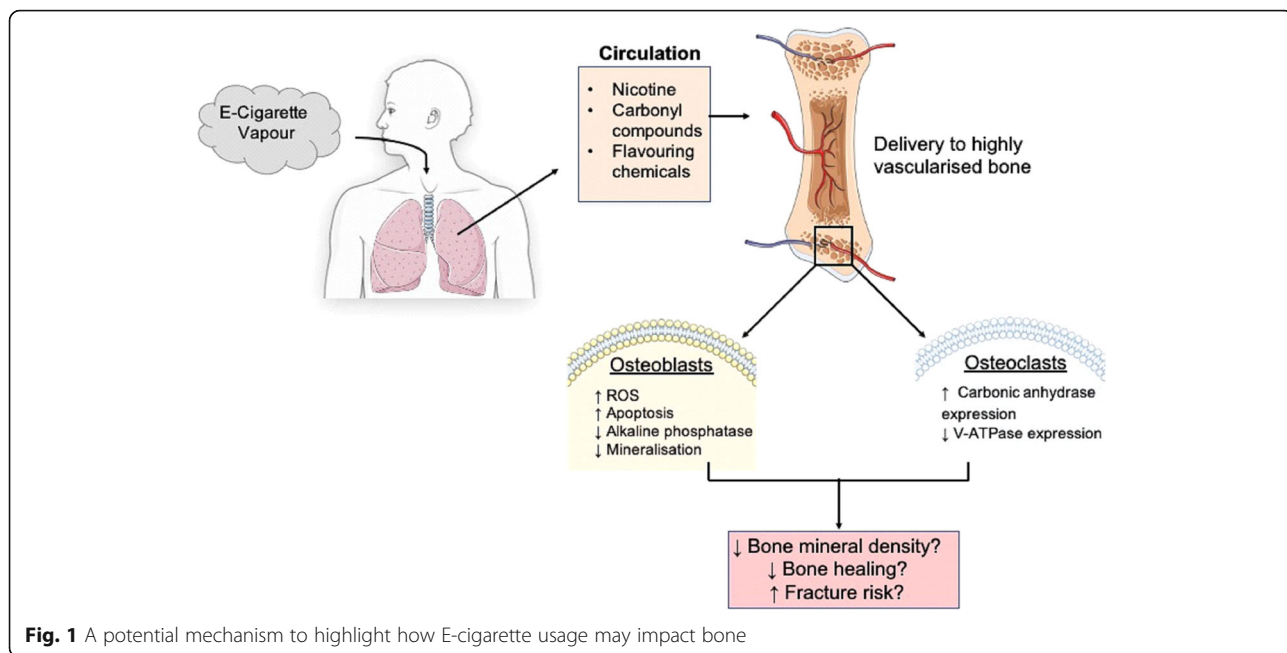 E-Cigarette
Vapour
Circulation
• Nicotine
• Carbonyl
compounds
• Flavouring
chemicals
Delivery to highly
vascularised bone
Osteoblasts
↑ ROS
↑ Apoptosis
↓ Alkaline phosphatase
↓ Mineralisation
Osteoclasts
↑ Carbonic anhydrase
expression
↓ V-ATPase expression
↓ Bone mineral density?
↓ Bone healing?
↑ Fracture risk?
Fig. 1 A potential mechanism to highlight how E-cigarette usage may impact bone